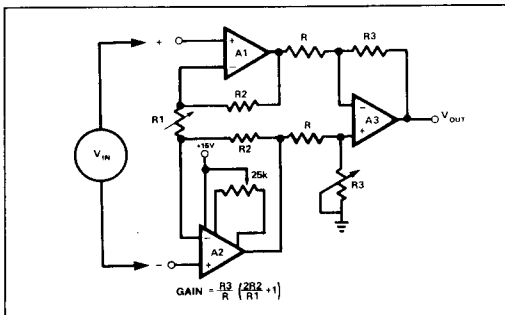 +
+
A1
−
R
R3
R2
R1
−
A3
+
VOUT
VIN
+15V
R2
R
25k
R3
−
A2
+
−
GAIN = R3/R (2R2/R1 +1)